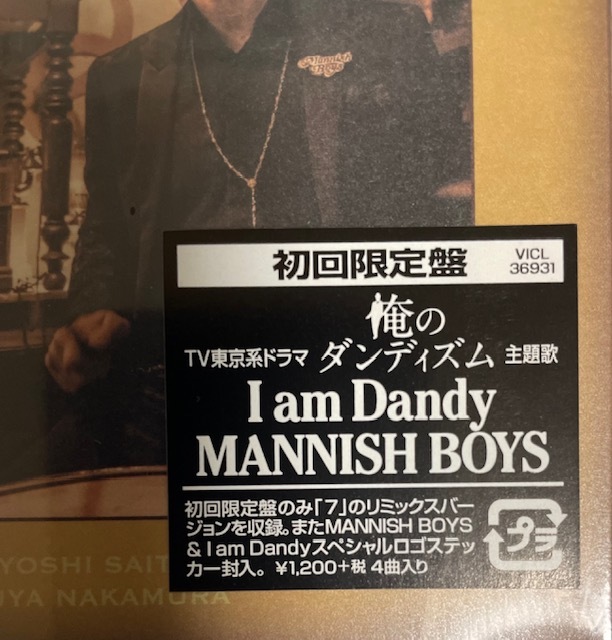 Mannish
Boys
初回限定盤
VICL
36931
俺の
TV東京系ドラマ ダンディズム 主題歌
I am Dandy
MANNISH BOYS
初回限定盤のみ「7」のリミックスバー
ジョンを収録。またMANNISH BOYS
& I am Dandyスペシャルロゴステッ
カー封入。 ¥1,200+税 4曲入り
プラ
YOSHI SAIT
UYA NAKAMURA